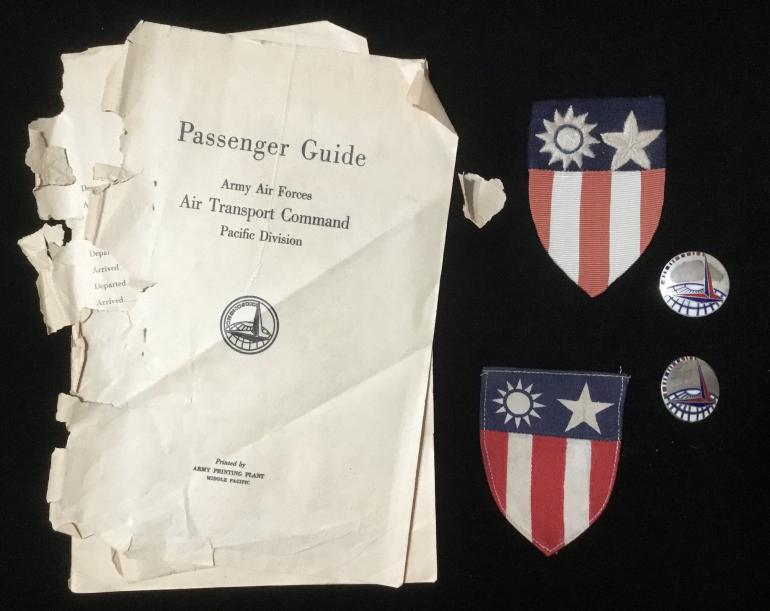 Passenger Guide
Army Air Forces
Air Transport Command
Pacific Division
Depar
Arrived
Departed
Arrived
Printed by
ARMY PRINTING PLANT
MIDDLE PACIFIC